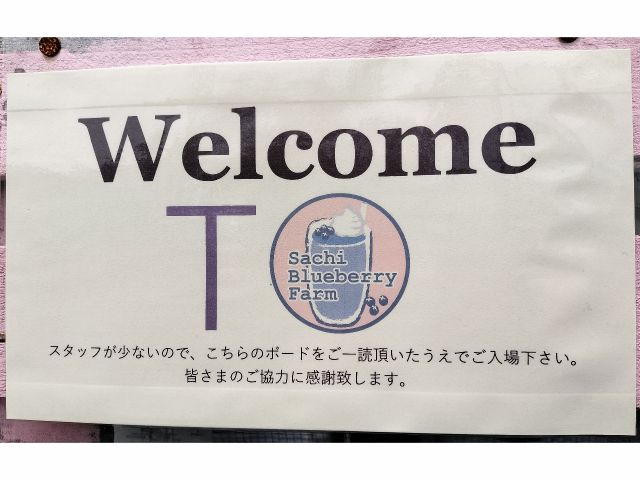 Welcome
TO
Sachi
Blueberry
Farm
スタッフが少ないので、こちらのボードをご一読頂いたうえでご入場下さい。
皆さまのご協力に感謝致します。